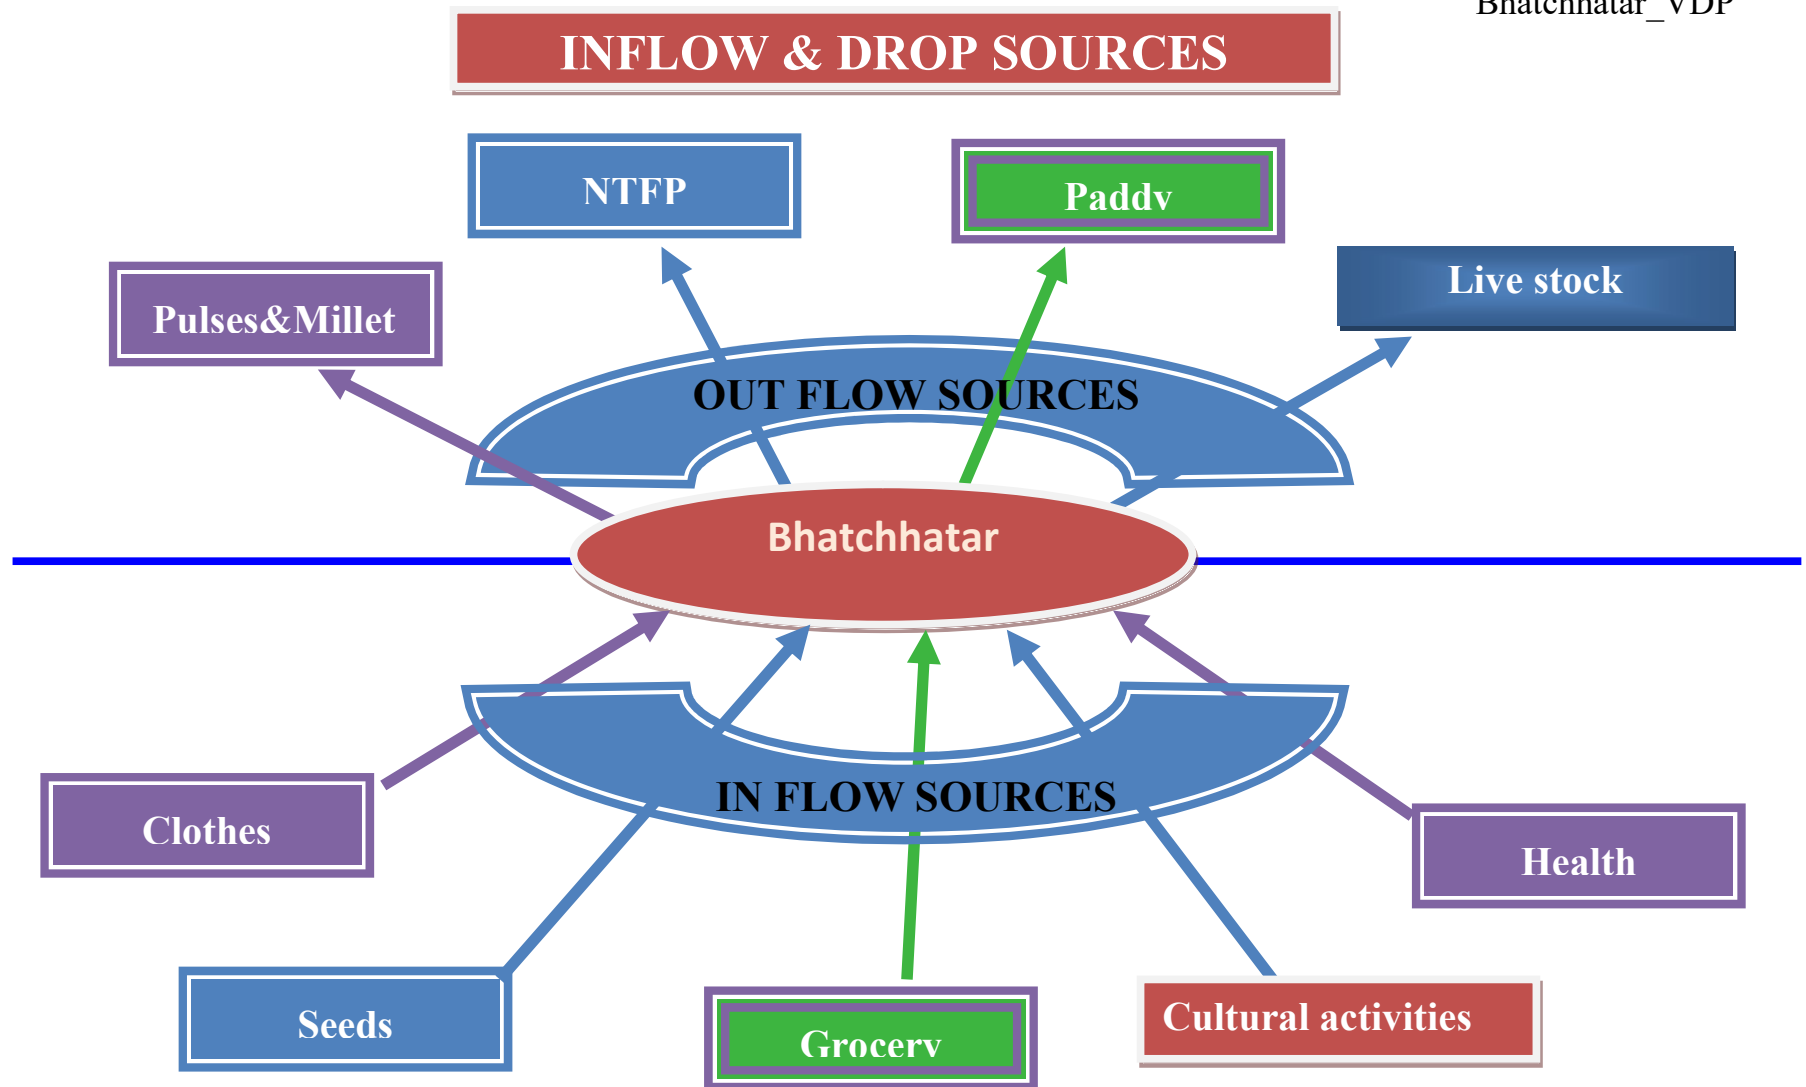 Bhatchhatar_VDP
INFLOW & DROP SOURCES
NTFP
Paddy
Live stock
Pulses&Millet
OUT FLOW SOURCES
Bhatchhatar
IN FLOW SOURCES
Clothes
Health
Seeds
Grocery
Cultural activities